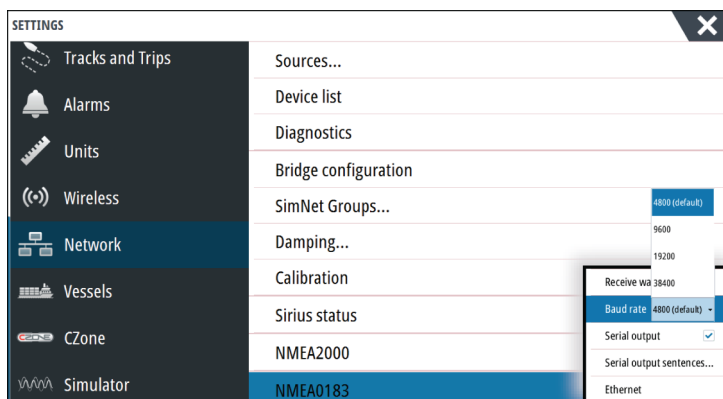 SETTINGS
Tracks and Trips
Alarms
Units
Wireless
Network
Vessels
CZONE
CZone
Simulator
Sources...
Device list
Diagnostics
Bridge configuration
SimNet Groups...
Damping...
Calibration
Sirius status
NMEA2000
NMEA0183
4800 (default)
9600
19200
38400
Receive wa
Baud rate 4800 (default)
Serial output
Serial output sentences...
Ethernet